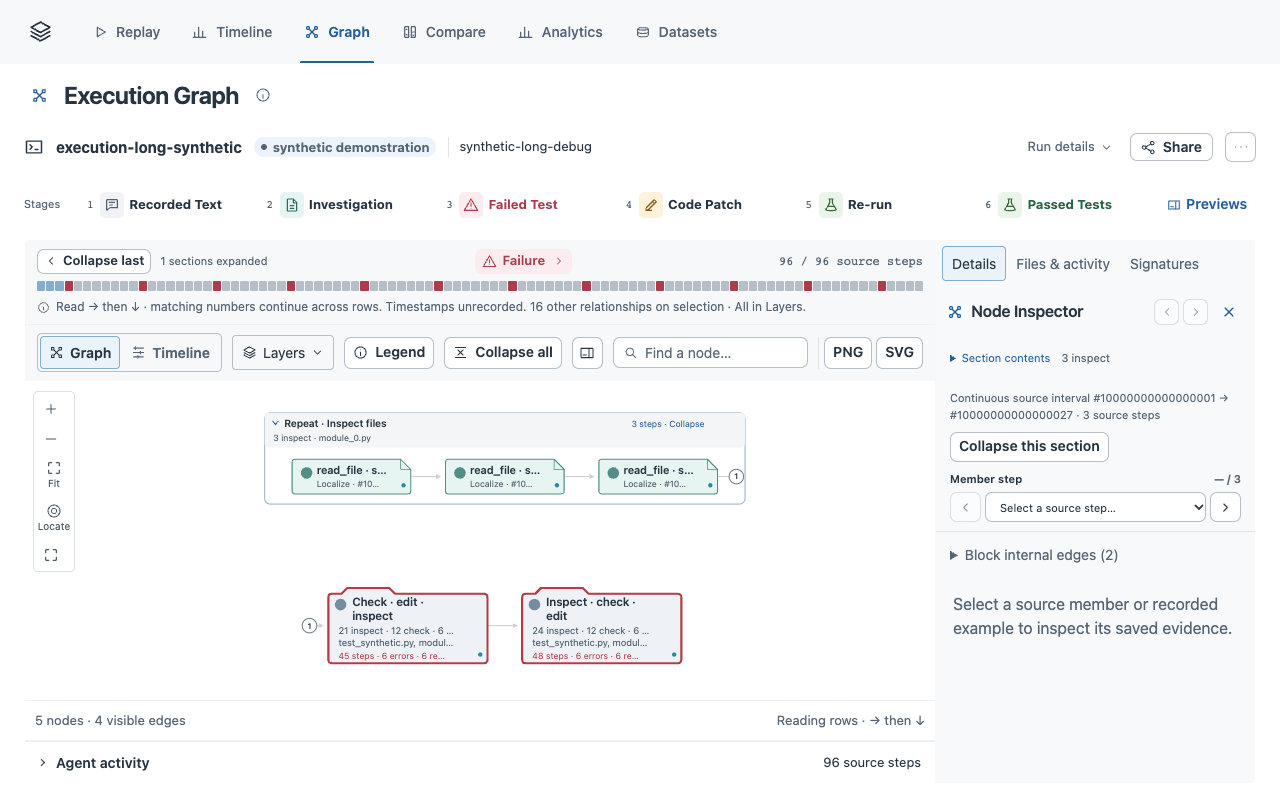 Replay
Timeline
Graph
Compare
Analytics
Datasets
Execution Graph
execution-long-synthetic
synthetic demonstration
synthetic-long-debug
Run details
Share
Stages
1 Recorded Text
2 Investigation
3 Failed Test
4 Code Patch
5 Re-run
6 Passed Tests
Previews
Collapse last
1 sections expanded
Failure
96 / 96 source steps
Read → then ↓ · matching numbers continue across rows. Timestamps unrecorded. 16 other relationships on selection · All in Layers.
Graph
Timeline
Layers
Legend
Collapse all
Find a node...
PNG
SVG
Fit
Locate
Repeat · Inspect files
3 steps · Collapse
3 inspect · module_0.py
read_file · s...
Localize · #10...
read_file · s...
Localize · #10...
read_file · s...
Localize · #10...
1
1
Check · edit ·
inspect
21 inspect · 12 check · 6 ...
test_synthetic.py, modul...
45 steps · 6 errors · 6 re...
Inspect · check ·
edit
24 inspect · 12 check · 6 ...
test_synthetic.py, modul...
48 steps · 6 errors · 6 re...
5 nodes · 4 visible edges
Reading rows · → then ↓
Agent activity
96 source steps
Details
Files & activity
Signatures
Node Inspector
Section contents 3 inspect
Continuous source interval #10000000000000001 →
#10000000000000027 · 3 source steps
Collapse this section
Member step
— / 3
Select a source step...
Block internal edges (2)
Select a source member or recorded
example to inspect its saved evidence.